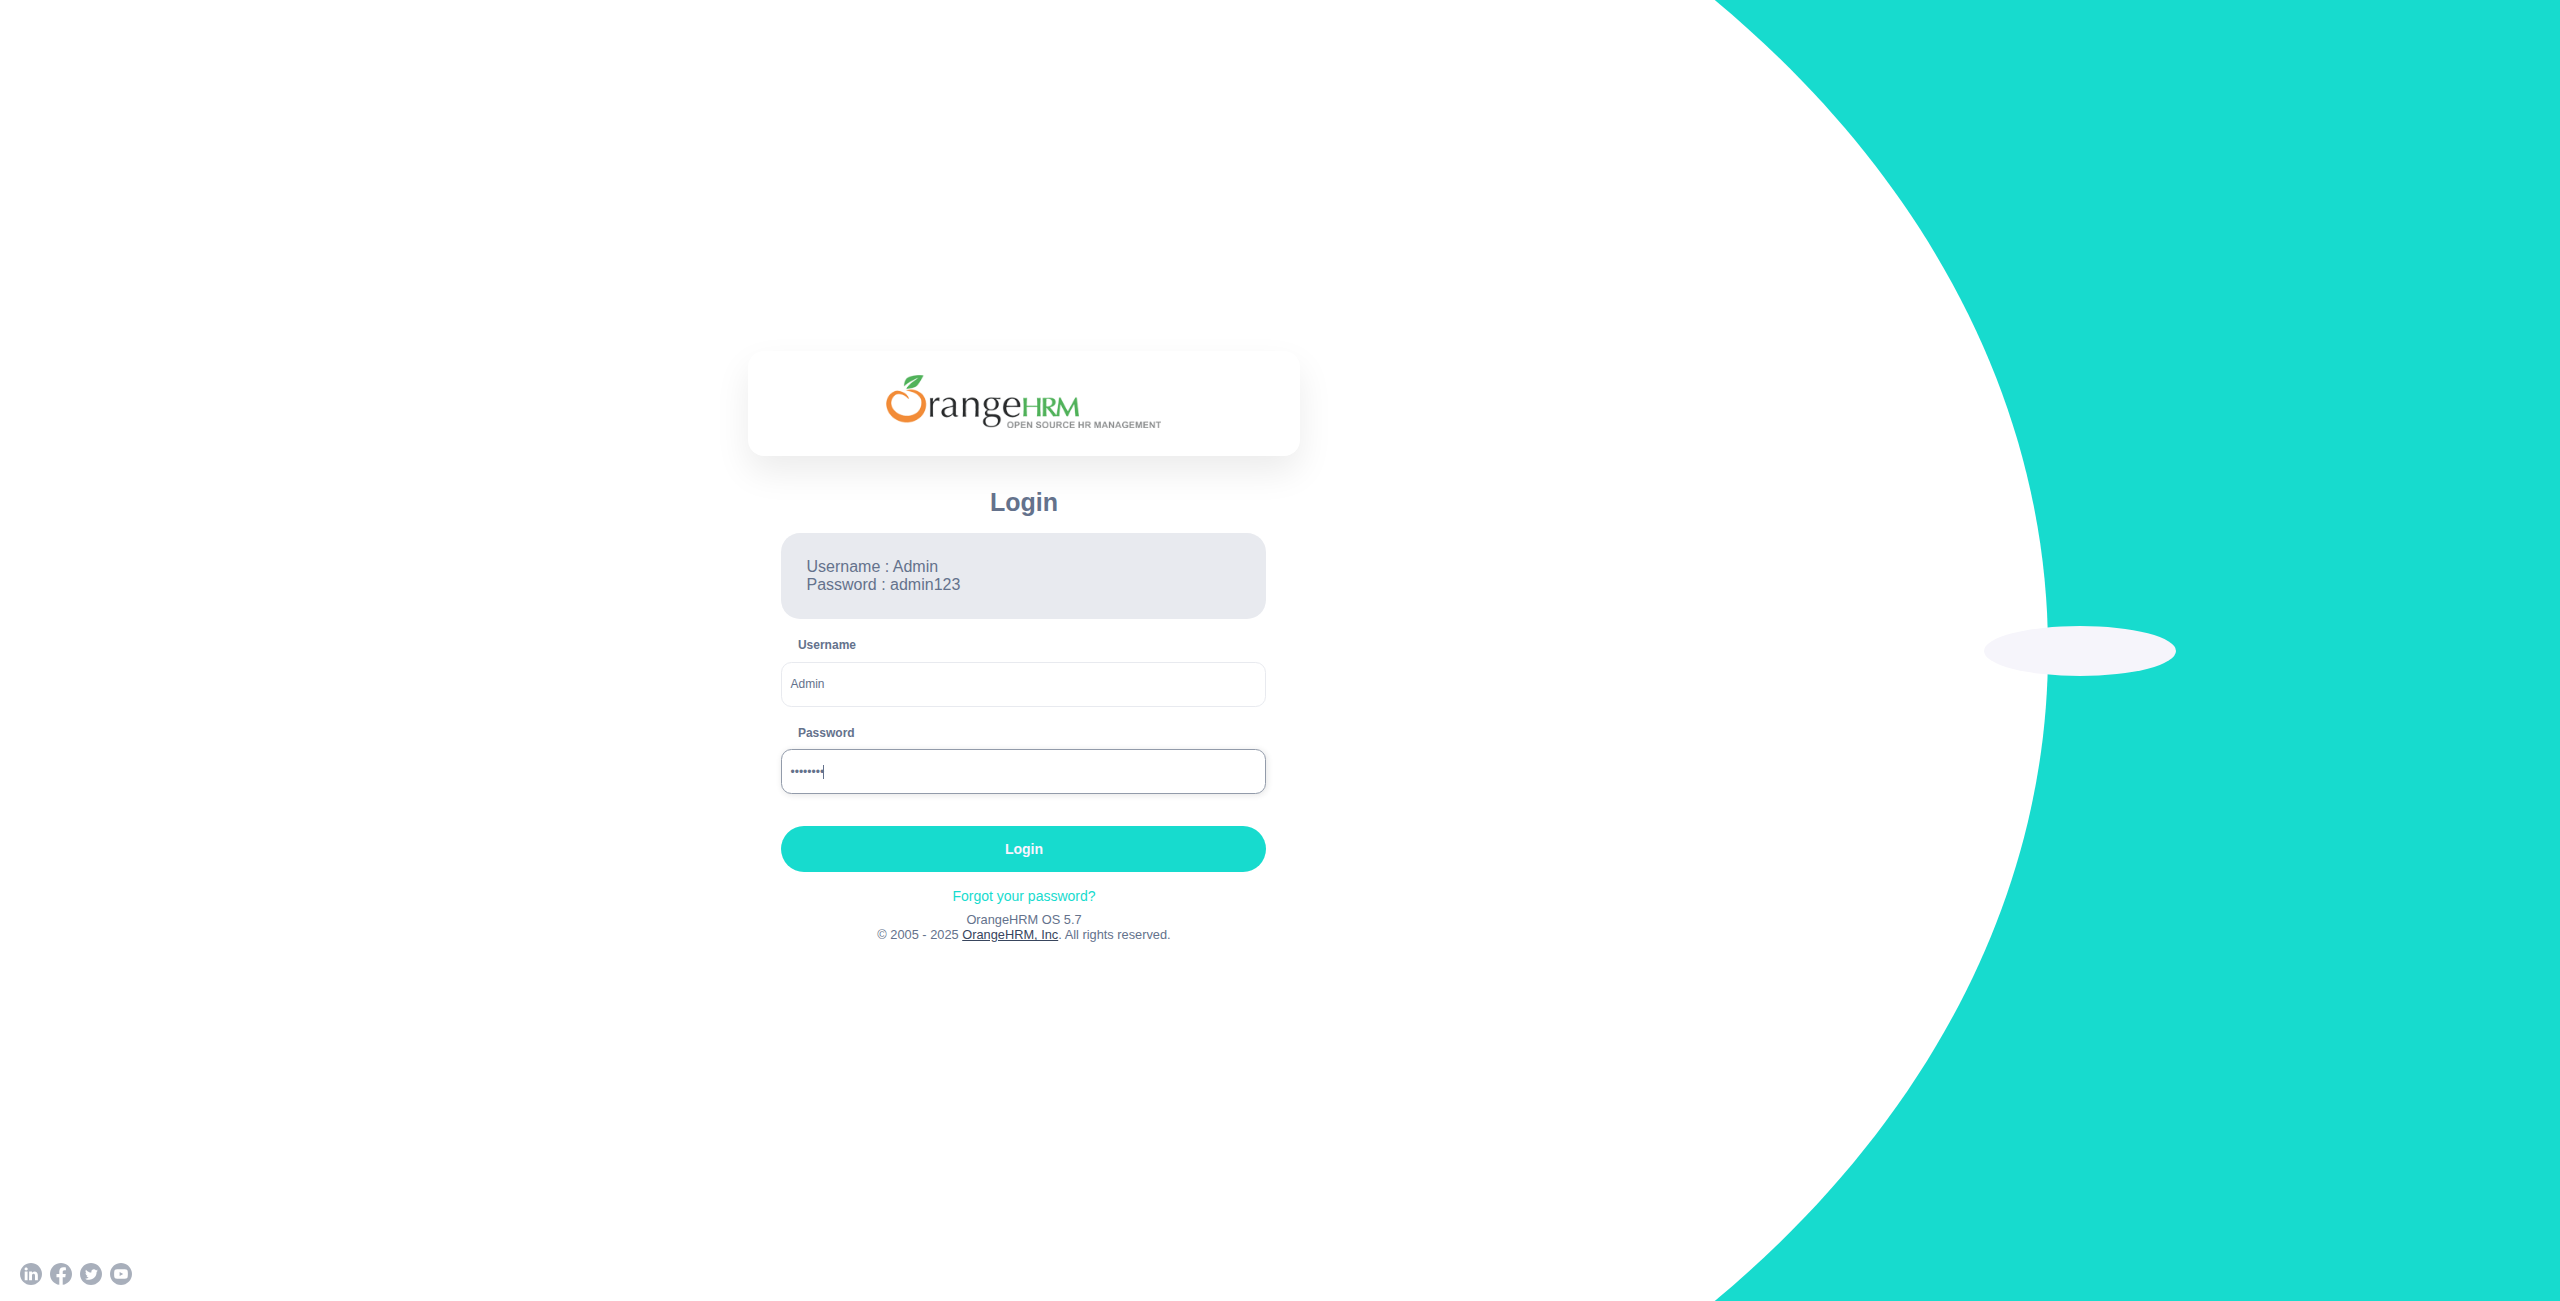 OrangeHRM
OPEN SOURCE HR MANAGEMENT
Login
Username : Admin
Password : admin123
Username
Admin
Password
••••••••
Login
Forgot your password?
OrangeHRM OS 5.7
© 2005 - 2025 OrangeHRM, Inc. All rights reserved.